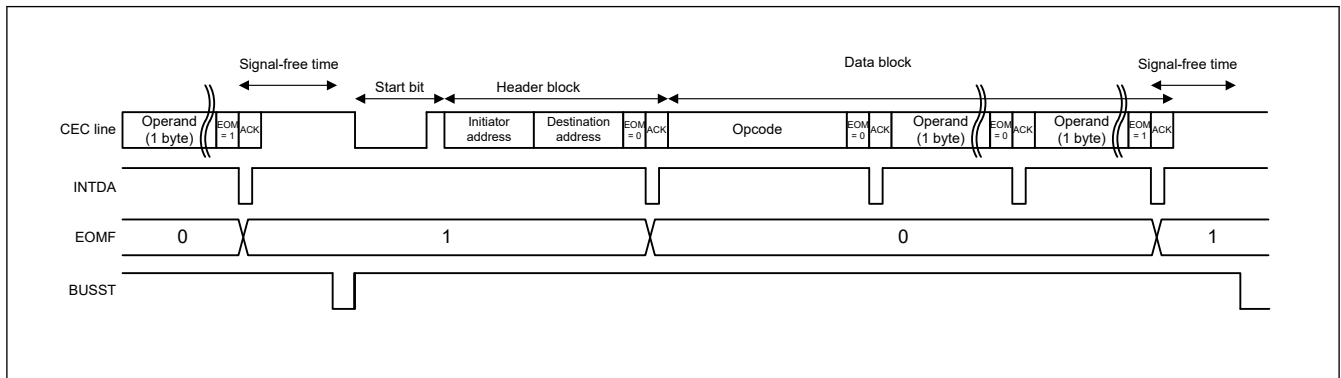 Signal-free time
Start bit
Header block
Data block
Signal-free time
CEC line
Operand
(1 byte)
EOM
= 1
ACK
Initiator
address
Destination
address
EOM
= 0
ACK
Opcode
EOM
= 0
ACK
Operand
(1 byte)
EOM
= 0
ACK
Operand
(1 byte)
EOM
= 1
ACK
INTDA
EOMF
0
1
0
1
BUSST